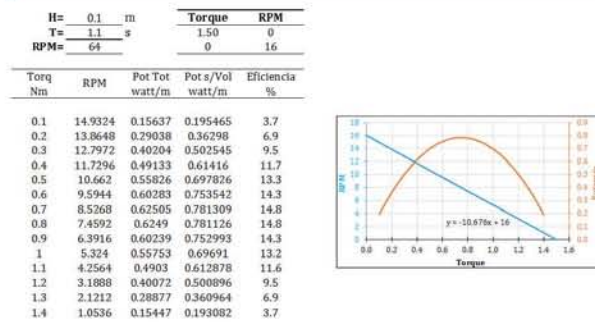 H= 0.1 m
T= 1.1 s
RPM= 64
Torque RPM
1.50 0
0 16
Torq Nm RPM Pot Tot watt/m Pot s/Vol watt/m Eficiencia %
0.1 14.9324 0.15637 0.195465 3.7
0.2 13.8648 0.29038 0.36298 6.9
0.3 12.7972 0.40204 0.502545 9.5
0.4 11.7296 0.49133 0.61416 11.7
0.5 10.662 0.55826 0.697826 13.3
0.6 9.5944 0.60283 0.753542 14.3
0.7 8.5268 0.62505 0.781309 14.8
0.8 7.4592 0.6249 0.781126 14.8
0.9 6.3916 0.60239 0.752993 14.3
1 5.324 0.55753 0.69691 13.2
1.1 4.2564 0.4903 0.612878 11.6
1.2 3.1888 0.40072 0.500896 9.5
1.3 2.1212 0.28877 0.360964 6.9
1.4 1.0536 0.15447 0.193082 3.7
18 0.9
16 0.8
14 0.7
12 0.6
10 0.5
8 0.4
6 0.3
4 0.2
2 0.1
0 0.0
RPM
y = -10.676x + 16
0.0 0.2 0.4 0.6 0.8 1.0 1.2 1.4 1.6
Torque